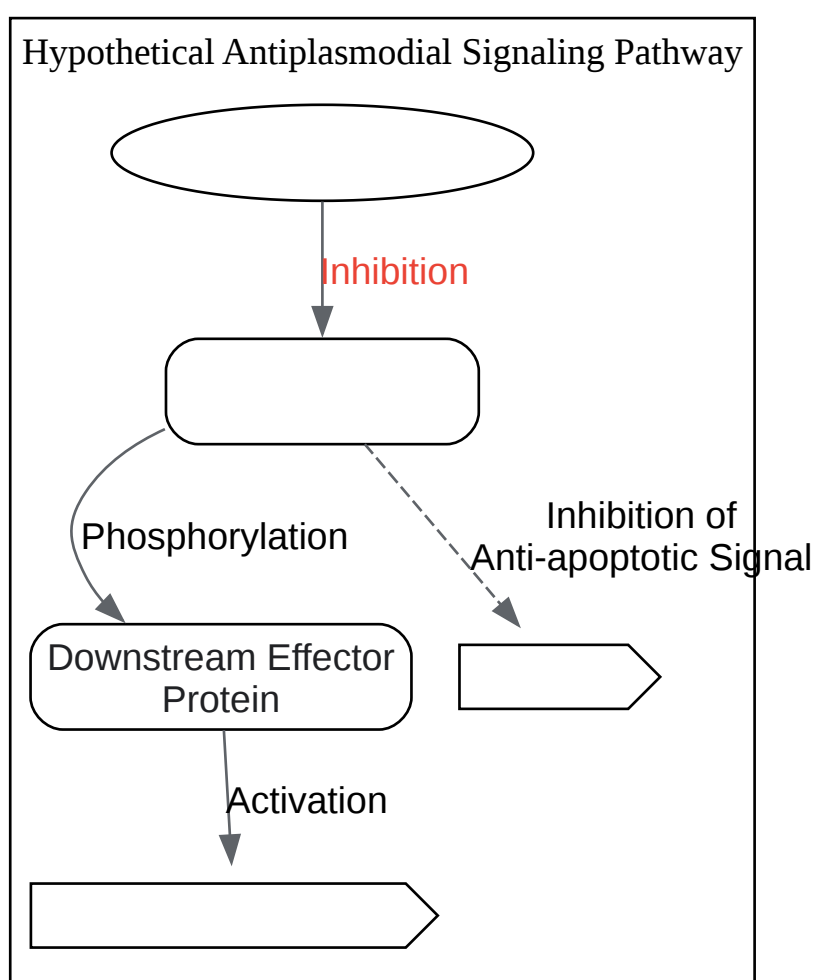 Hypothetical Antiplasmodial Signaling Pathway
Inhibition
Inhibition of
Anti-apoptotic Signal
Phosphorylation
Downstream Effector
Protein
Activation